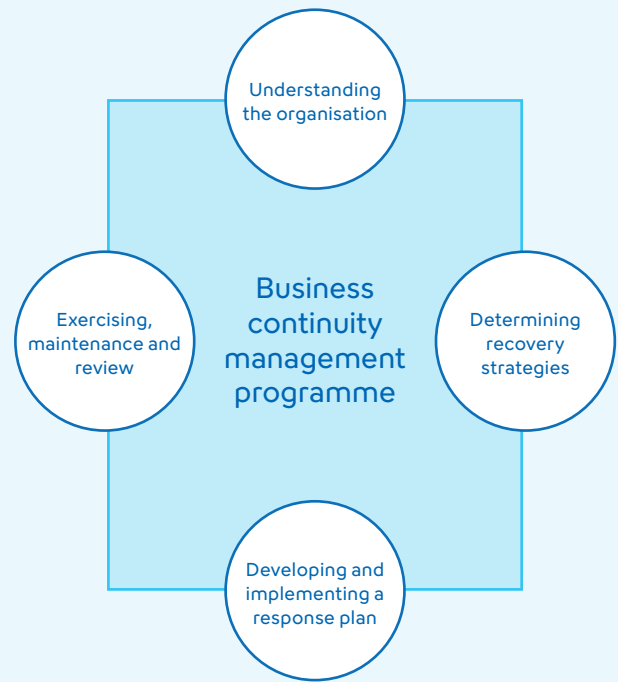 Understanding
the organisation
Business
continuity
management
programme
Exercising,
maintenance and
review
Determining
recovery
strategies
Developing and
implementing a
response plan